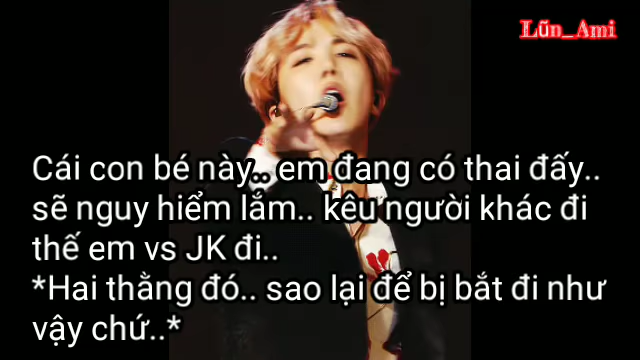 Lũn_Ami
Cái con bé này.. em đang có thai đấy..
sẽ nguy hiểm lắm.. kêu người khác đi
thế em vs JK đi..
*Hai thằng đó.. sao lại để bị bắt đi như
vậy chứ..*